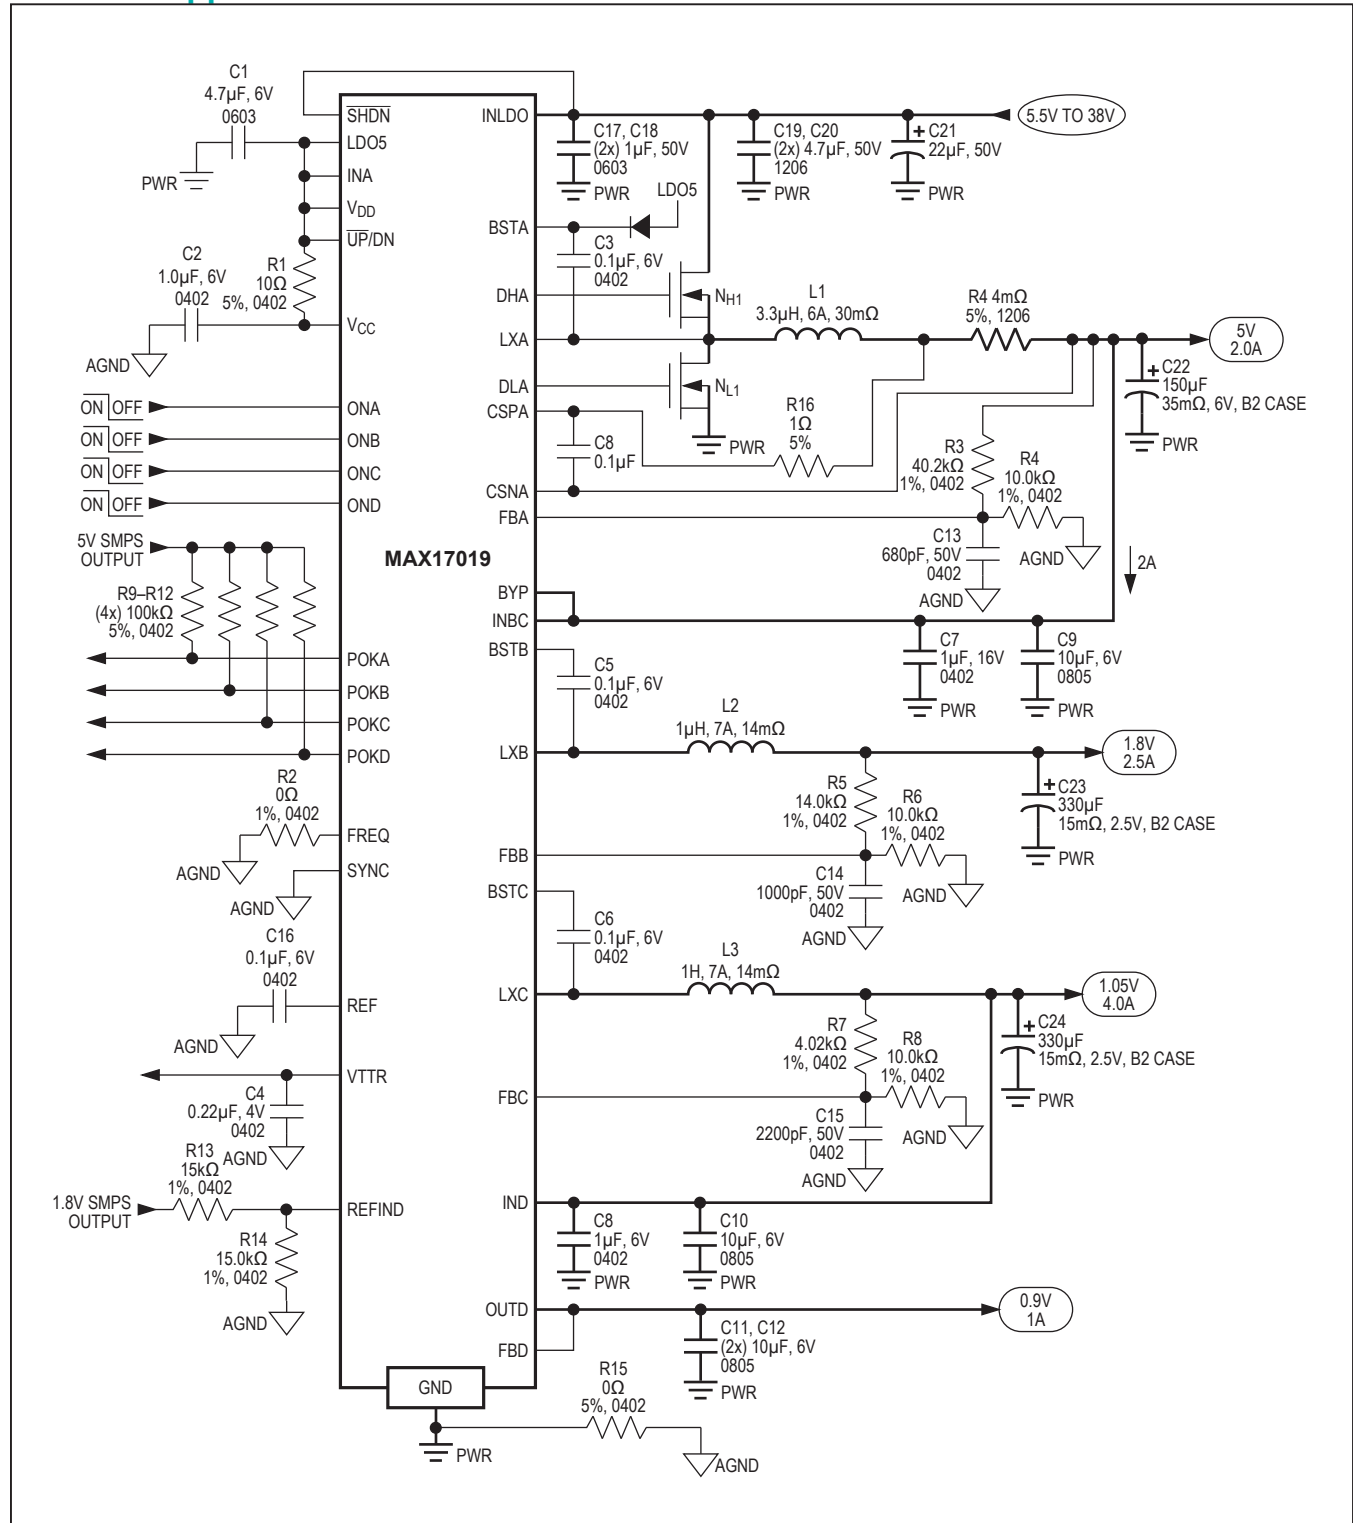 C1
4.7µF, 6V
0603
PWR
C2
1.0µF, 6V
0402
AGND
R1
10Ω
5%, 0402
SHDN
LDO5
INA
VDD
UP/DN
VCC
ON OFF
ON OFF
ON OFF
ON OFF
ONA
ONB
ONC
OND
5V SMPS
OUTPUT
R9–R12
(4x) 100kΩ
5%, 0402
POKA
POKB
POKC
POKD
R2
0Ω
1%, 0402
FREQ
AGND
SYNC
AGND
C16
0.1µF, 6V
0402
REF
AGND
VTTR
C4
0.22µF, 4V
0402
AGND
R13
15kΩ
1%, 0402
1.8V SMPS
OUTPUT
REFIND
R14
15.0kΩ
1%, 0402
AGND
MAX17019
GND
PWR
R15
0Ω
5%, 0402
AGND
INLDO
5.5V TO 38V
C17, C18
(2x) 1µF, 50V
0603
PWR
C19, C20
(2x) 4.7µF, 50V
1206
PWR
+ C21
22µF, 50V
PWR
LDO5
BSTA
C3
0.1µF, 6V
0402
DHA
NH1
LXA
L1
3.3µH, 6A, 30mΩ
R4 4mΩ
5%, 1206
5V
2.0A
+ C22
150µF
35mΩ, 6V, B2 CASE
PWR
DLA
NL1
PWR
CSPA
C8
0.1µF
R16
1Ω
5%
CSNA
R3
40.2kΩ
1%, 0402
R4
10.0kΩ
1%, 0402
AGND
FBA
C13
680pF, 50V
0402
AGND
2A
BYP
INBC
C7
1µF, 16V
0402
PWR
C9
10µF, 6V
0805
PWR
BSTB
C5
0.1µF, 6V
0402
LXB
L2
1µH, 7A, 14mΩ
1.8V
2.5A
+ C23
330µF
15mΩ, 2.5V, B2 CASE
PWR
R5
14.0kΩ
1%, 0402
R6
10.0kΩ
1%, 0402
AGND
FBB
C14
1000pF, 50V
0402
AGND
BSTC
C6
0.1µF, 6V
0402
LXC
L3
1H, 7A, 14mΩ
1.05V
4.0A
+ C24
330µF
15mΩ, 2.5V, B2 CASE
PWR
R7
4.02kΩ
1%, 0402
R8
10.0kΩ
1%, 0402
AGND
FBC
C15
2200pF, 50V
0402
AGND
IND
C8
1µF, 6V
0402
PWR
C10
10µF, 6V
0805
PWR
OUTD
0.9V
1A
FBD
C11, C12
(2x) 10µF, 6V
0805
PWR